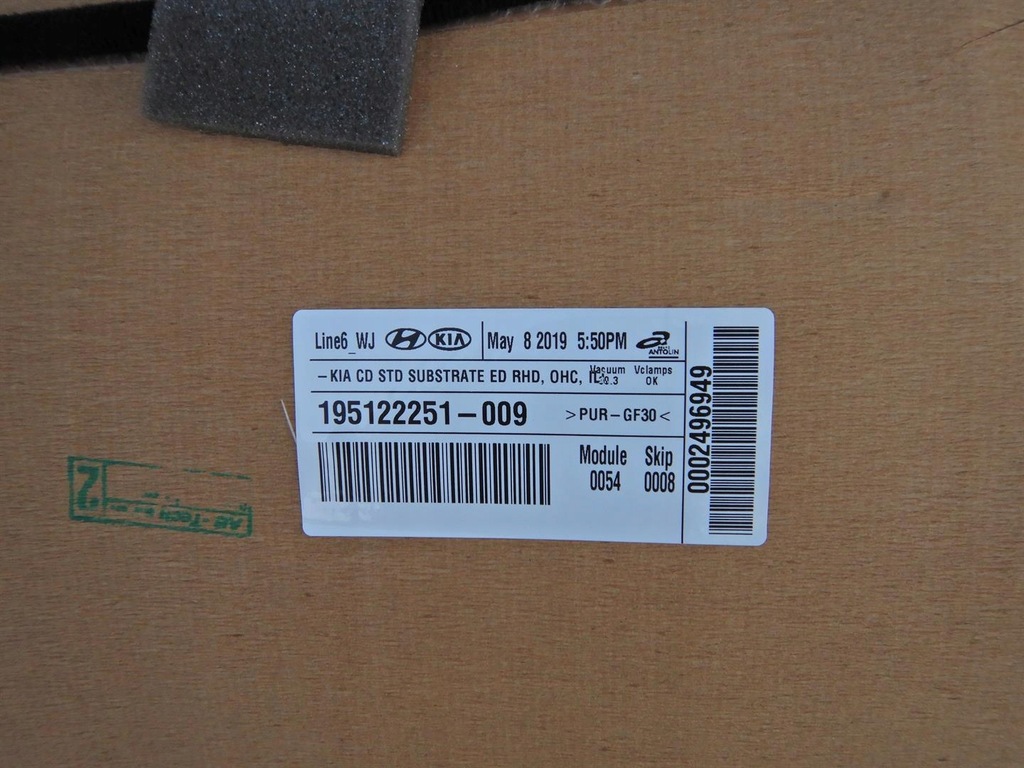 Line6_WJ KIA May 8 2019 5:50PM ANTOLIN
-KIA CD STD SUBSTRATE ED RHD, OHC, Vacuum Vclamps
OK
195122251-009 >PUR-GF30<
Module Skip
0054 0008
0002496949
2